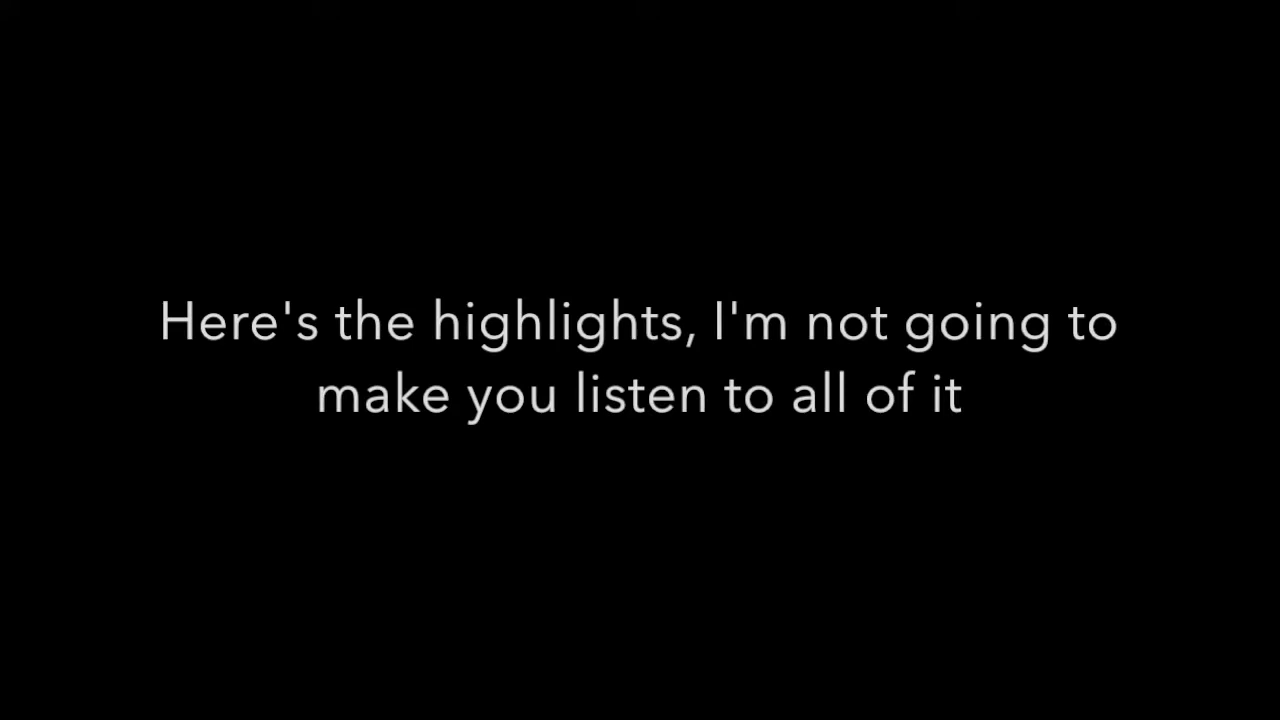 Here's the highlights, I'm not going to
make you listen to all of it